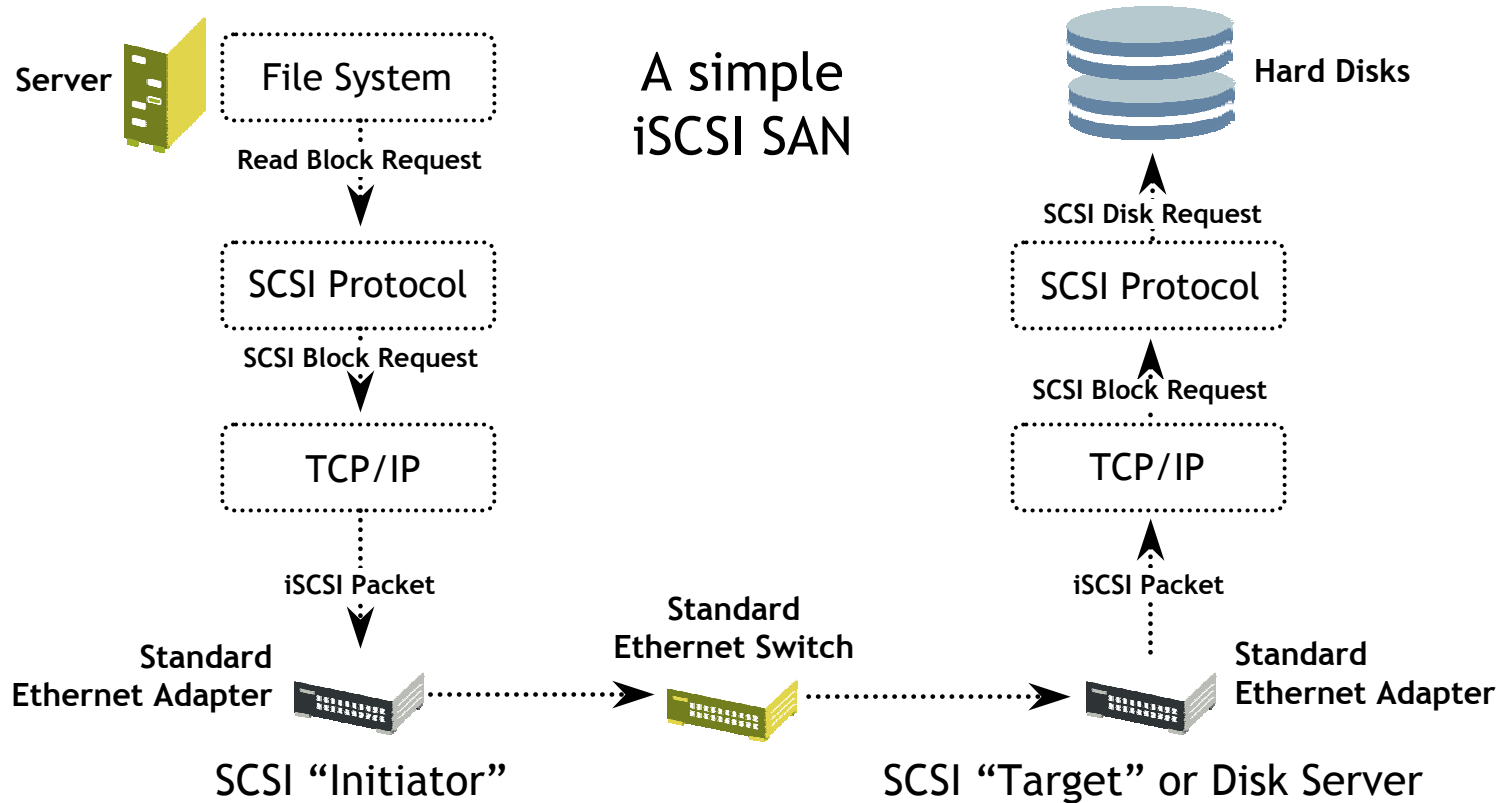 Server
File System
A simple
iSCSI SAN
Hard Disks
Read Block Request
SCSI Disk Request
SCSI Protocol
SCSI Protocol
SCSI Block Request
SCSI Block Request
TCP/IP
TCP/IP
iSCSI Packet
iSCSI Packet
Standard
Ethernet Adapter
Standard
Ethernet Switch
Standard
Ethernet Adapter
SCSI “Initiator”
SCSI “Target” or Disk Server